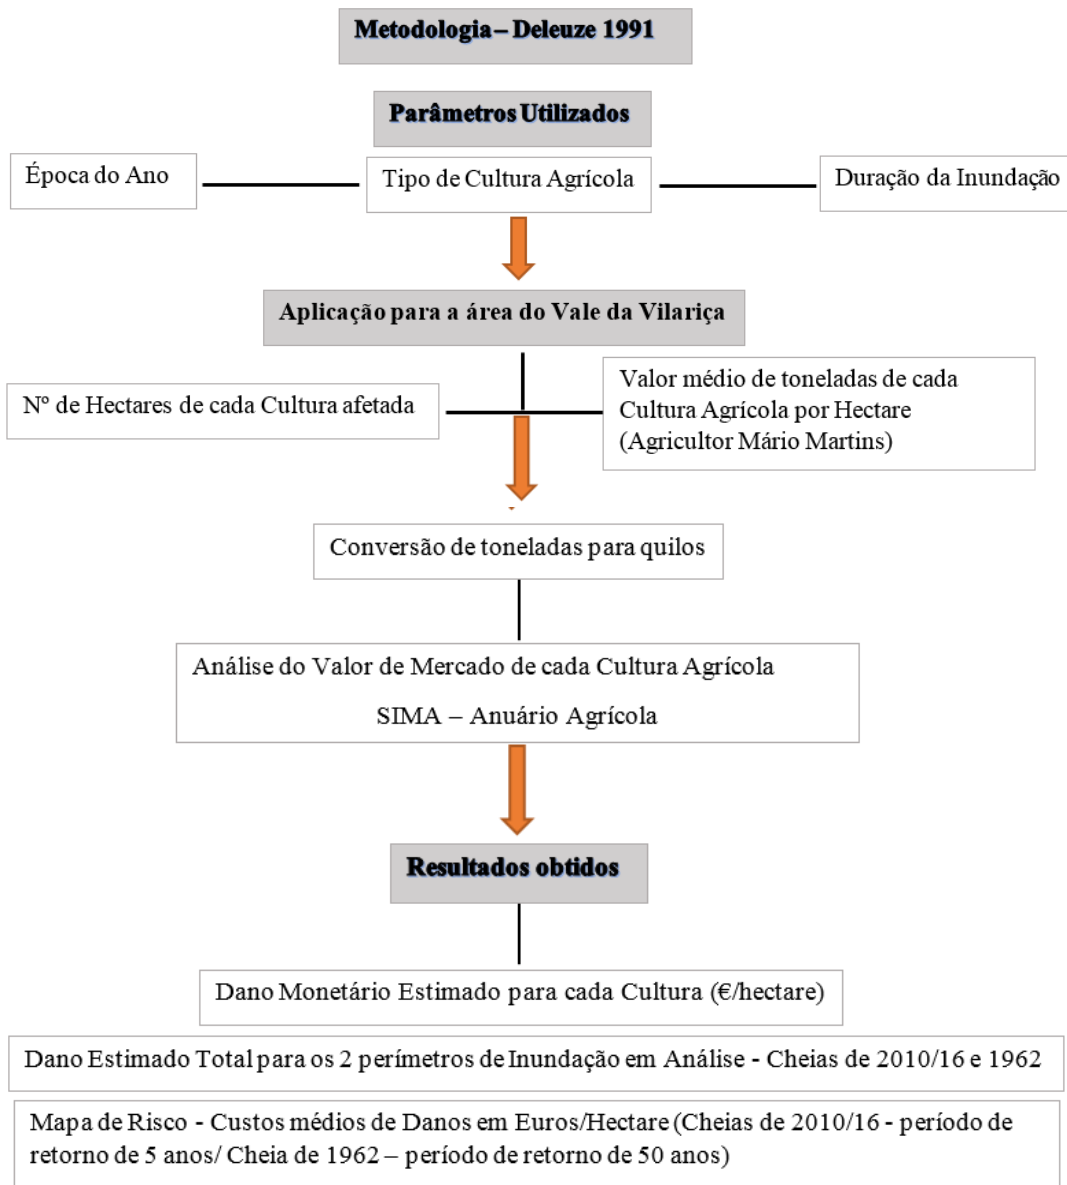 Metodologia – Deleuze 1991
Parâmetros Utilizados
Época do Ano
Tipo de Cultura Agrícola
Duração da Inundação
Aplicação para a área do Vale da Vilariça
Nº de Hectares de cada Cultura afetada
Valor médio de toneladas de cada
Cultura Agrícola por Hectare
(Agricultor Mário Martins)
Conversão de toneladas para quilos
Análise do Valor de Mercado de cada Cultura Agrícola
SIMA – Anuário Agrícola
Resultados obtidos
Dano Monetário Estimado para cada Cultura (€/hectare)
Dano Estimado Total para os 2 perímetros de Inundação em Análise - Cheias de 2010/16 e 1962
Mapa de Risco - Custos médios de Danos em Euros/Hectare (Cheias de 2010/16 - período de
retorno de 5 anos/ Cheia de 1962 – período de retorno de 50 anos)